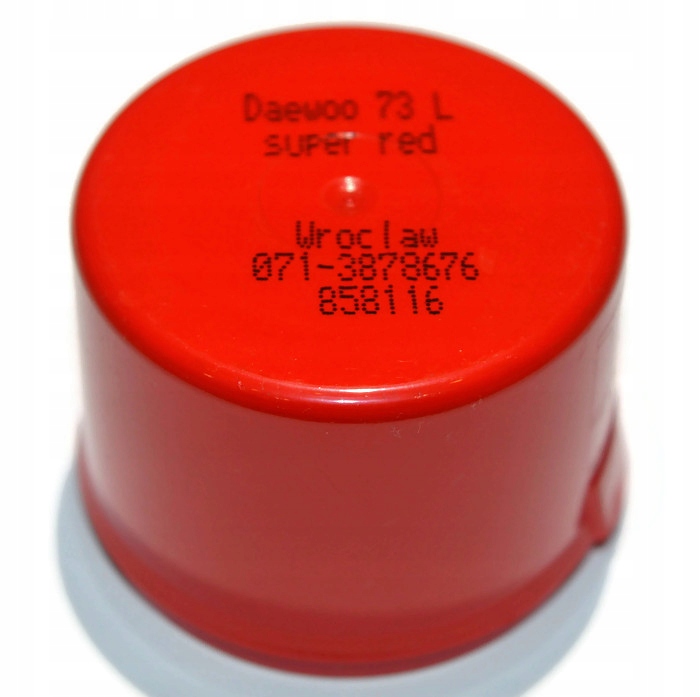 Daewoo 73 L
super red
Wroclaw
071-3878676
858116